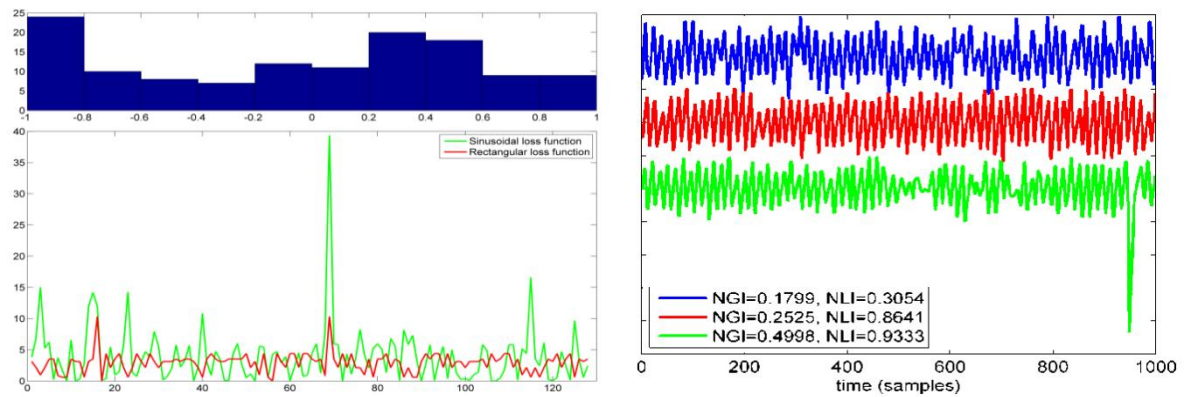 25
20
15
10
5
0
-1 -0.8 -0.6 -0.4 -0.2 0 0.2 0.4 0.6 0.8 1
40
35
30
25
20
15
10
5
0
Sinusoidal loss function
Rectangular loss function
0 20 40 60 80 100 120
NGI=0.1799, NLI=0.3054
NGI=0.2525, NLI=0.8641
NGI=0.4998, NLI=0.9333
0 200 400 600 800 1000
time (samples)